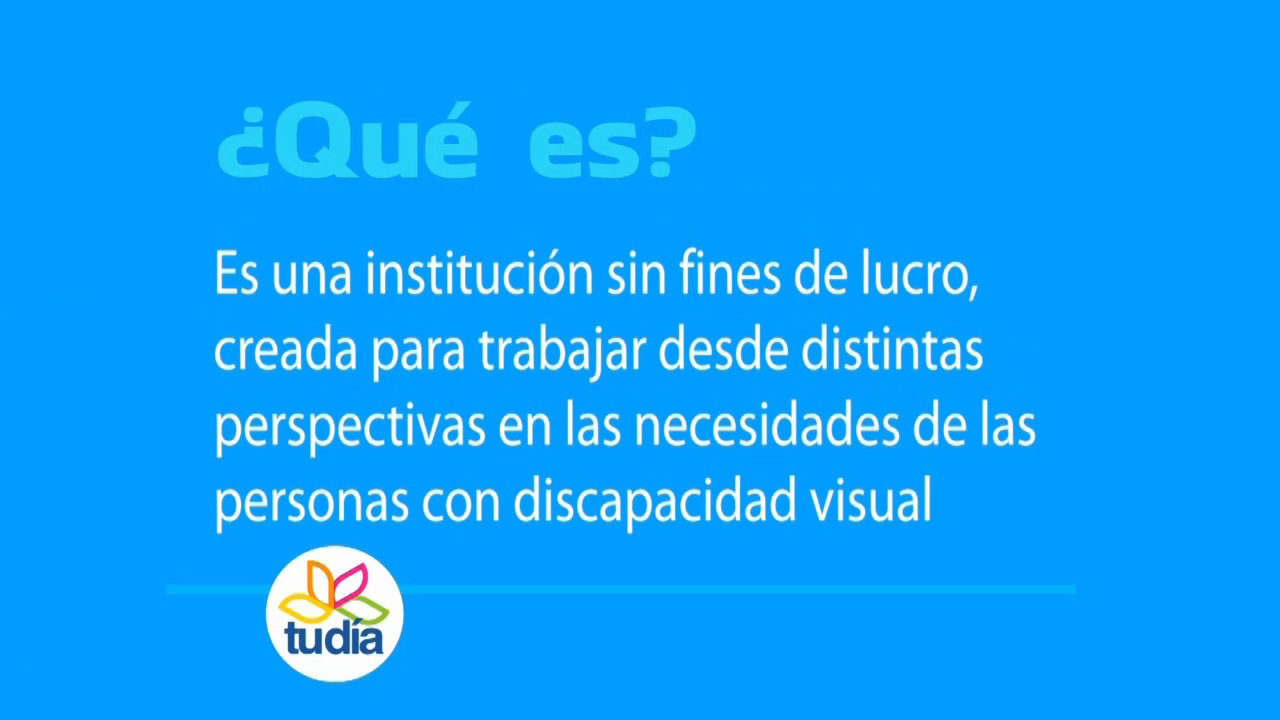 ¿Qué es?
Es una institución sin fines de lucro,
creada para trabajar desde distintas
perspectivas en las necesidades de las
personas con discapacidad visual
tudía